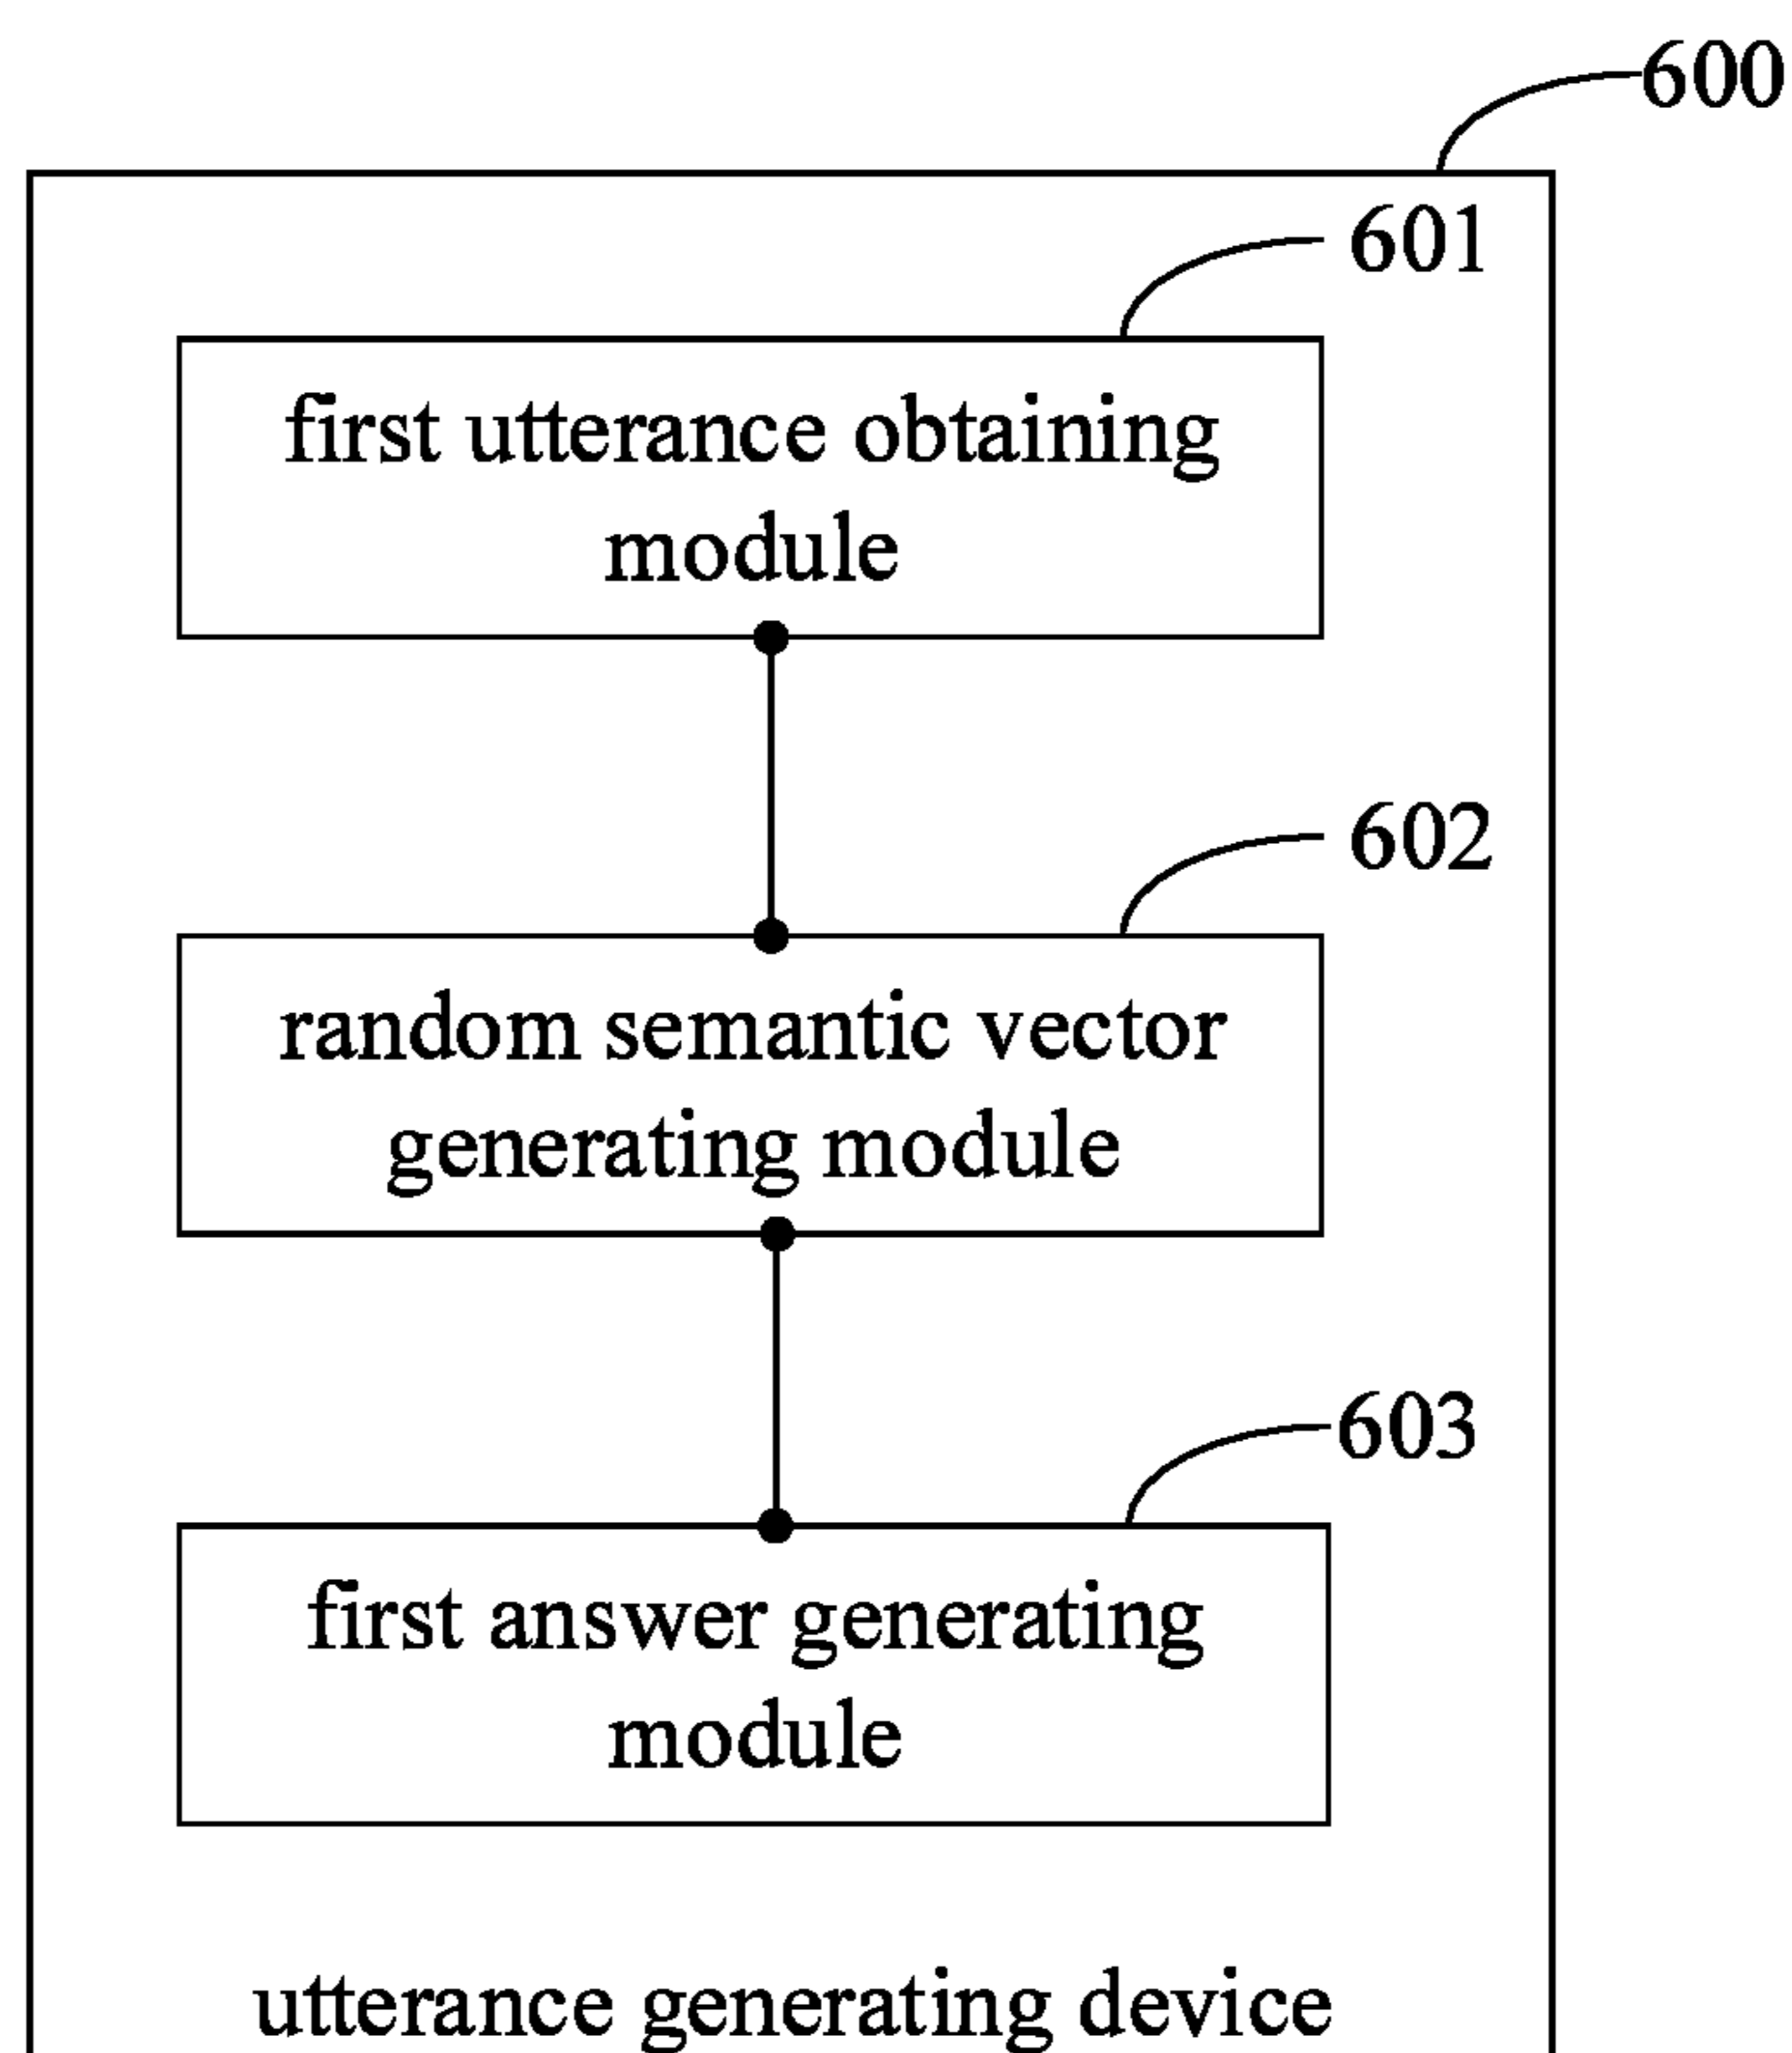 600
601
first utterance obtaining
module
602
random semantic vector
generating module
603
first answer generating
module
utterance generating device